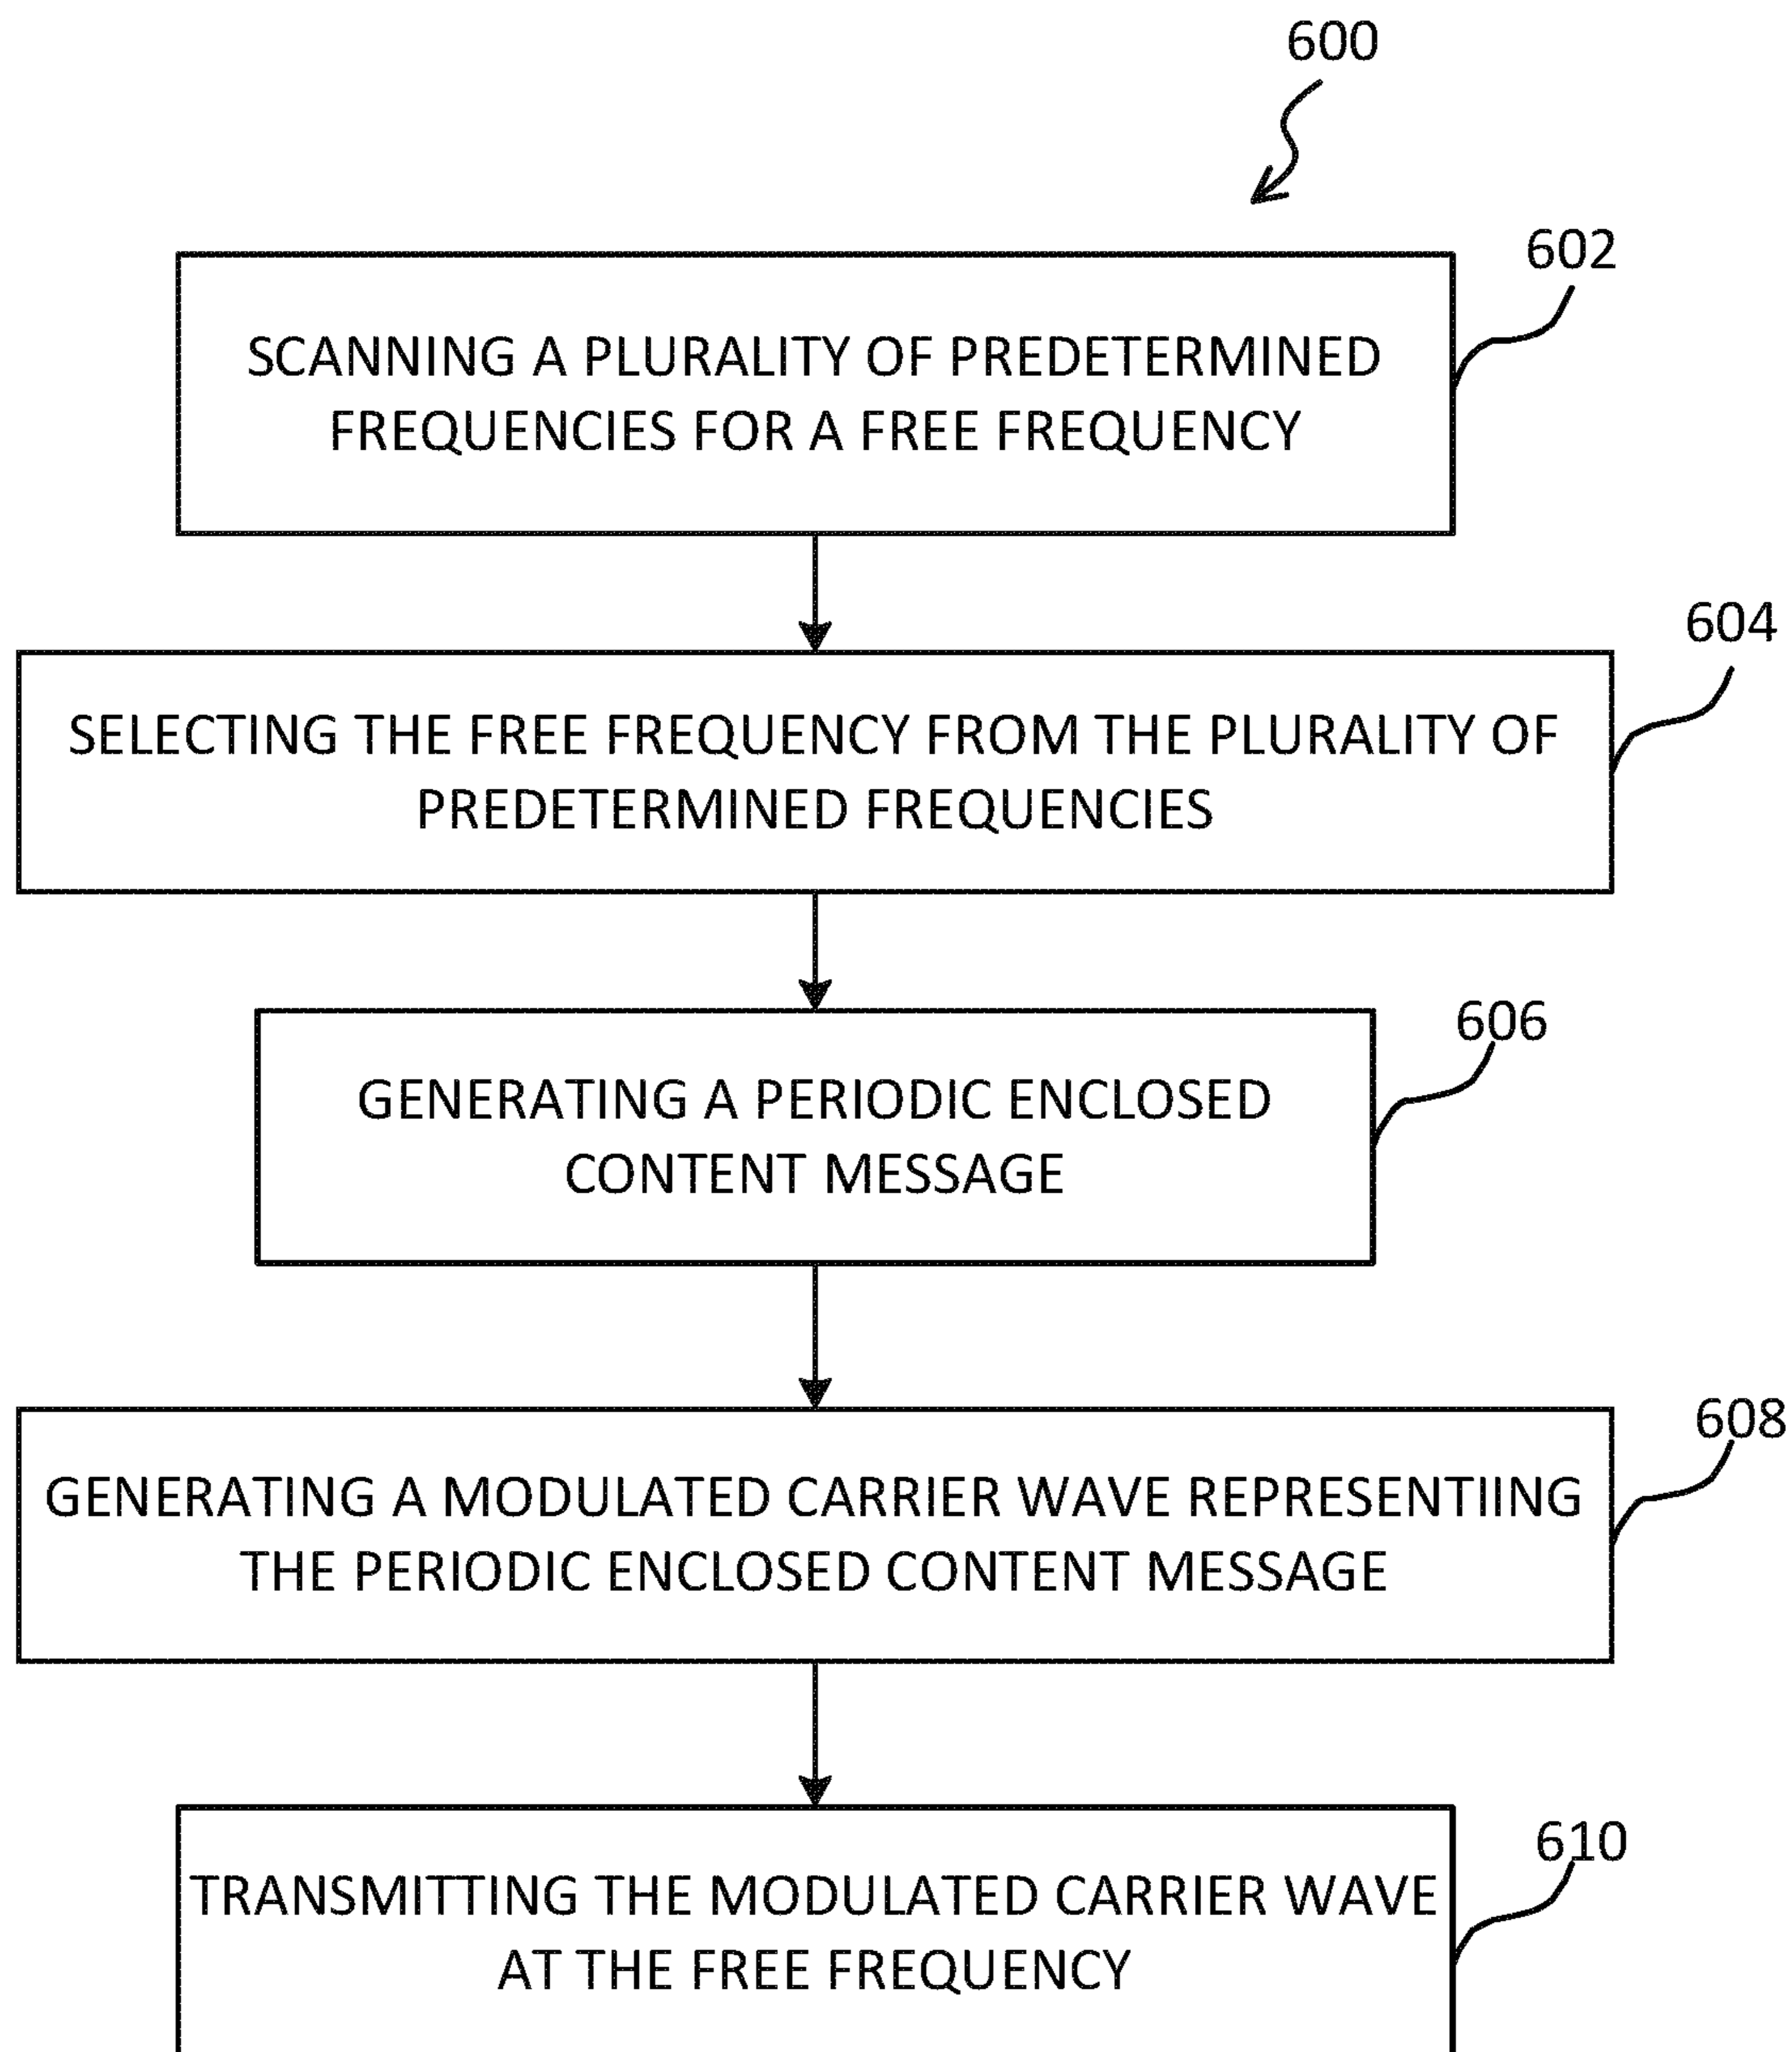 600
602
SCANNING A PLURALITY OF PREDETERMINED
FREQUENCIES FOR A FREE FREQUENCY
604
SELECTING THE FREE FREQUENCY FROM THE PLURALITY OF
PREDETERMINED FREQUENCIES
606
GENERATING A PERIODIC ENCLOSED
CONTENT MESSAGE
608
GENERATING A MODULATED CARRIER WAVE REPRESENTIING
THE PERIODIC ENCLOSED CONTENT MESSAGE
610
TRANSMITTING THE MODULATED CARRIER WAVE
AT THE FREE FREQUENCY